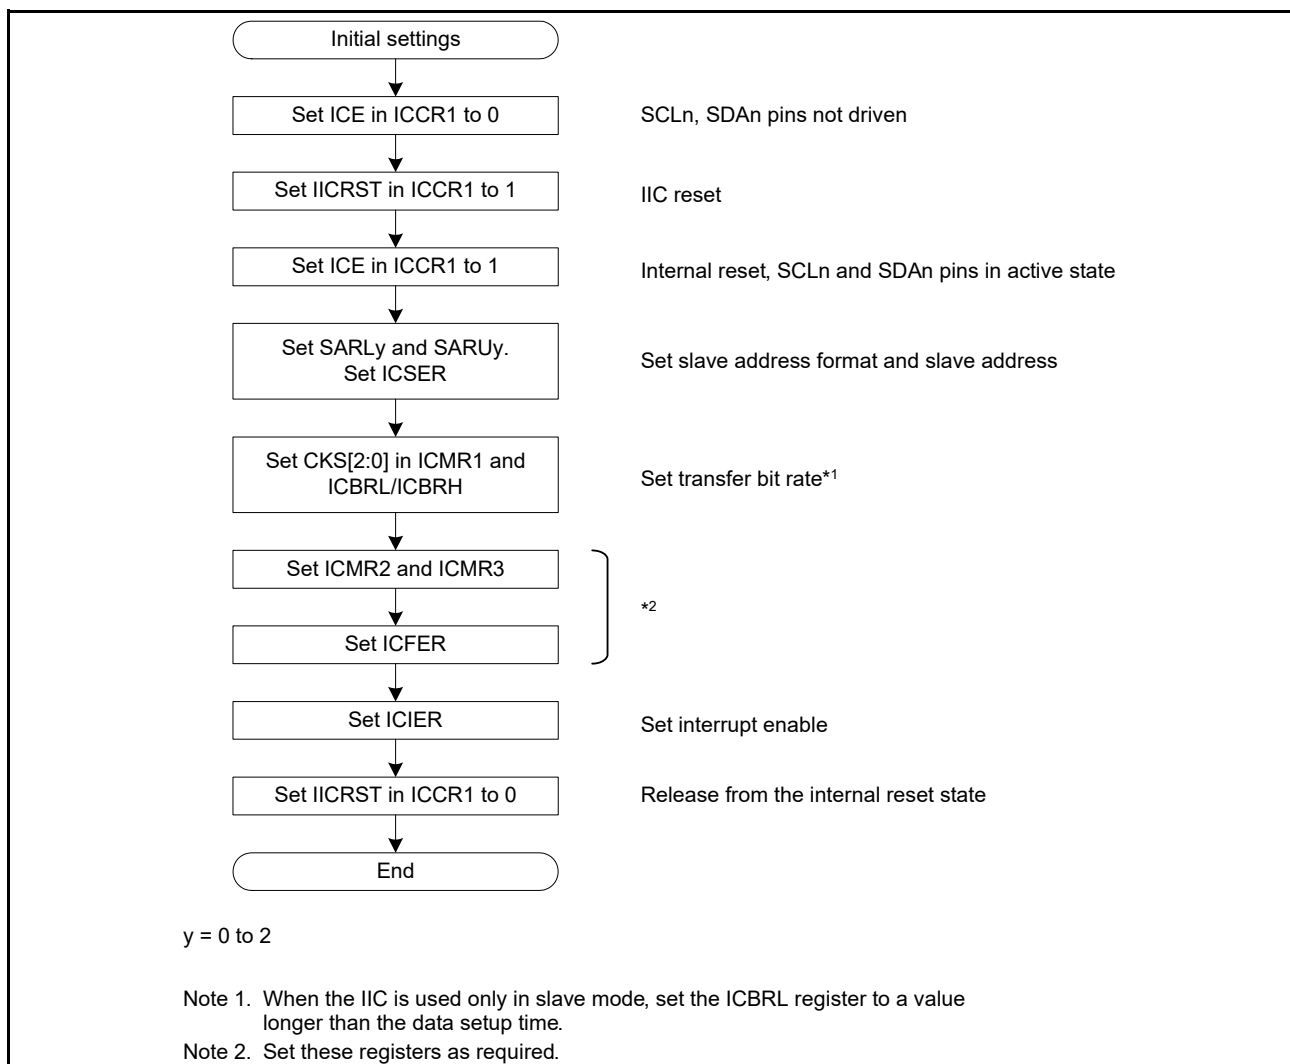 Initial settings
Set ICE in ICCR1 to 0
SCLn, SDAn pins not driven
Set IICRST in ICCR1 to 1
IIC reset
Set ICE in ICCR1 to 1
Internal reset, SCLn and SDAn pins in active state
Set SARLy and SARUy.
Set ICSER
Set slave address format and slave address
Set CKS[2:0] in ICMR1 and
ICBRL/ICBRH
Set transfer bit rate*1
Set ICMR2 and ICMR3
*2
Set ICFER
Set ICIER
Set interrupt enable
Set IICRST in ICCR1 to 0
Release from the internal reset state
End
y = 0 to 2
Note 1. When the IIC is used only in slave mode, set the ICBRL register to a value
longer than the data setup time.
Note 2. Set these registers as required.